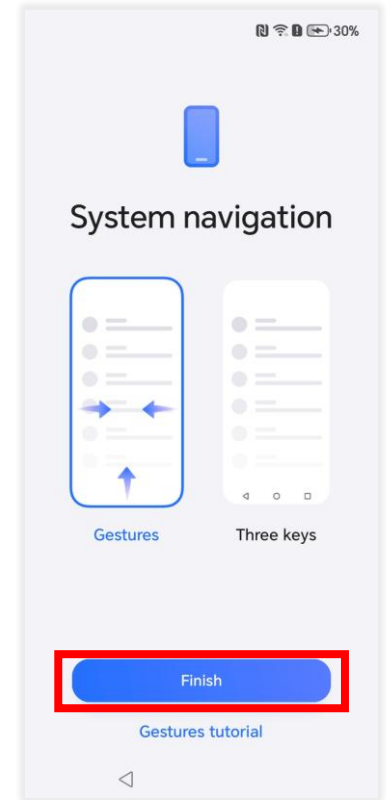 30%
System navigation
Gestures
Three keys
Finish
Gestures tutorial